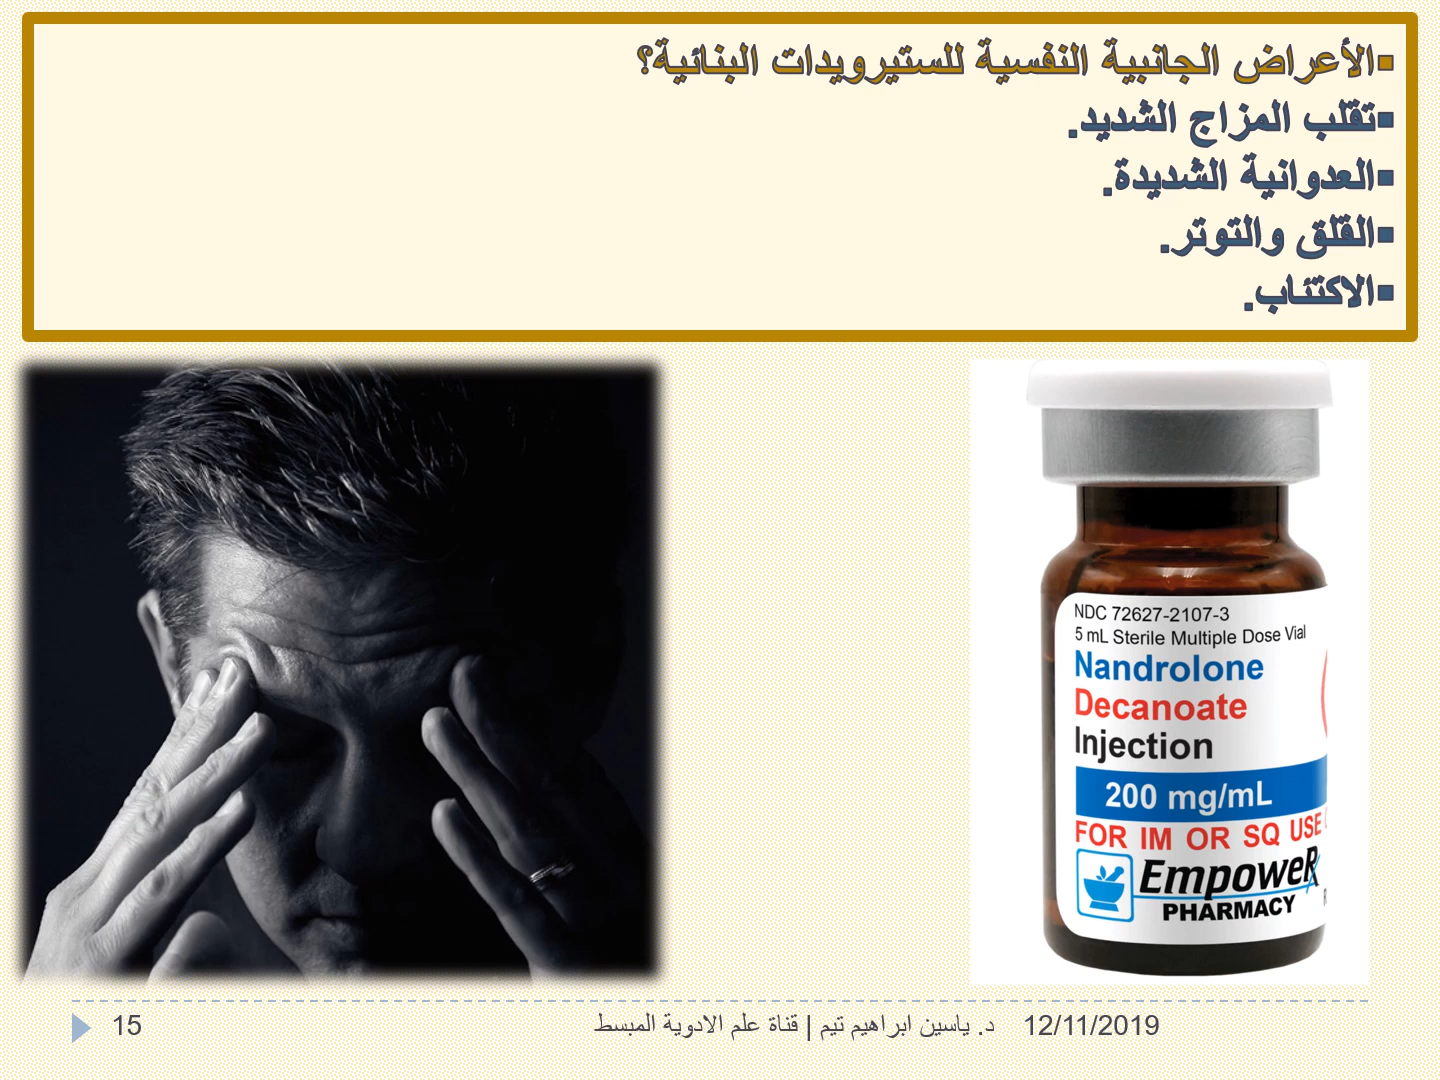 ▪الأعراض الجانبية النفسية للستيرويدات البنائية؟
▪تقلب المزاج الشديد.
▪العدوانية الشديدة.
▪القلق والتوتر.
▪الاكتئاب.
NDC 72627-2107-3
5 mL Sterile Multiple Dose Vial
Nandrolone
Decanoate
Injection
200 mg/mL
FOR IM OR SQ USE
EmpoweR
PHARMACY
12/11/2019
د. ياسين ابراهيم تيم | قناة علم الادوية المبسط
15